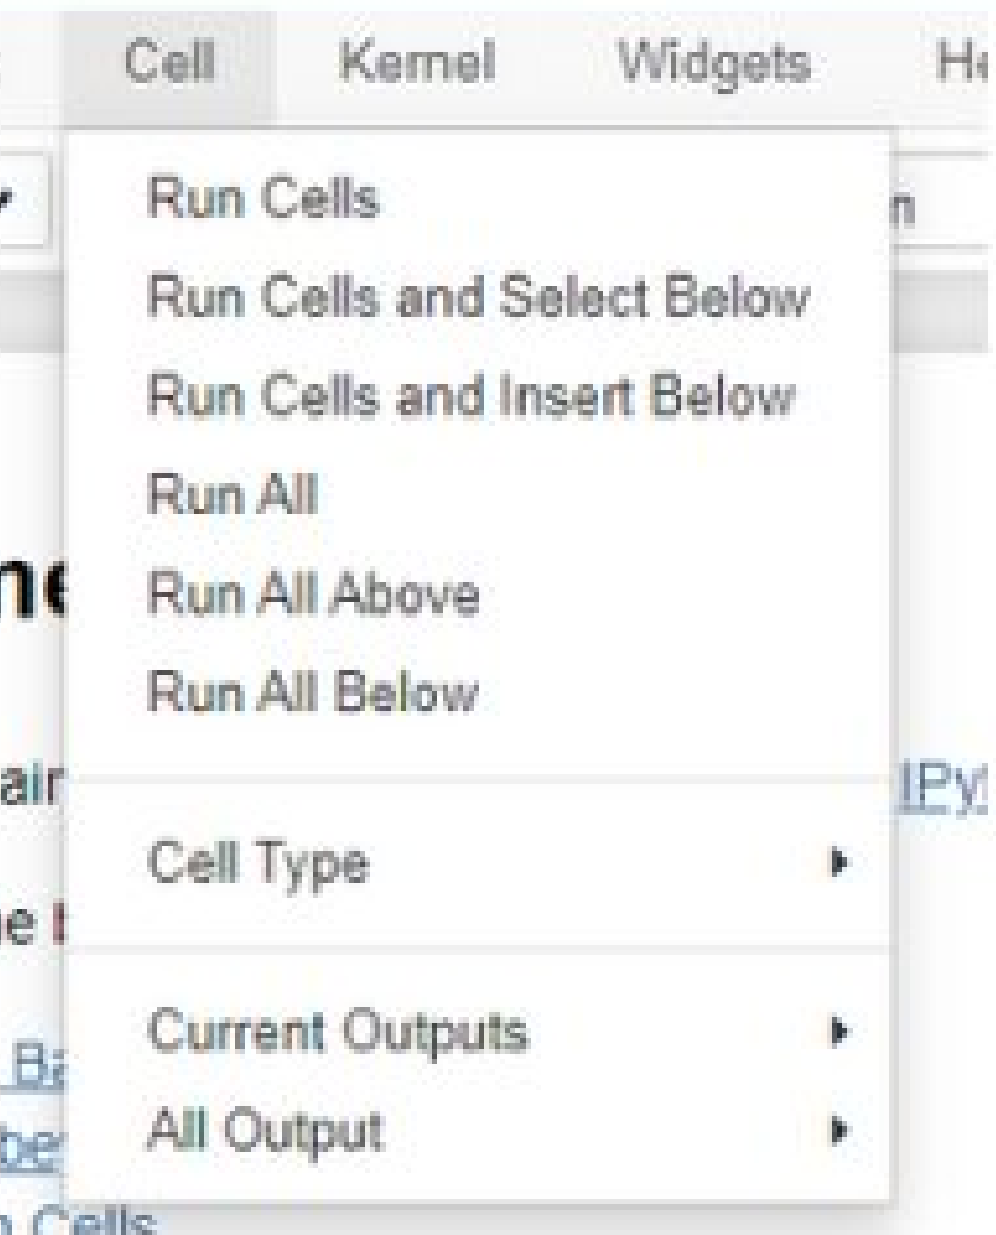 Cell Kernel Widgets
Run Cells
Run Cells and Select Below
Run Cells and Insert Below
Run All
Run All Above
Run All Below
Cell Type
Current Outputs
All Output
Cells